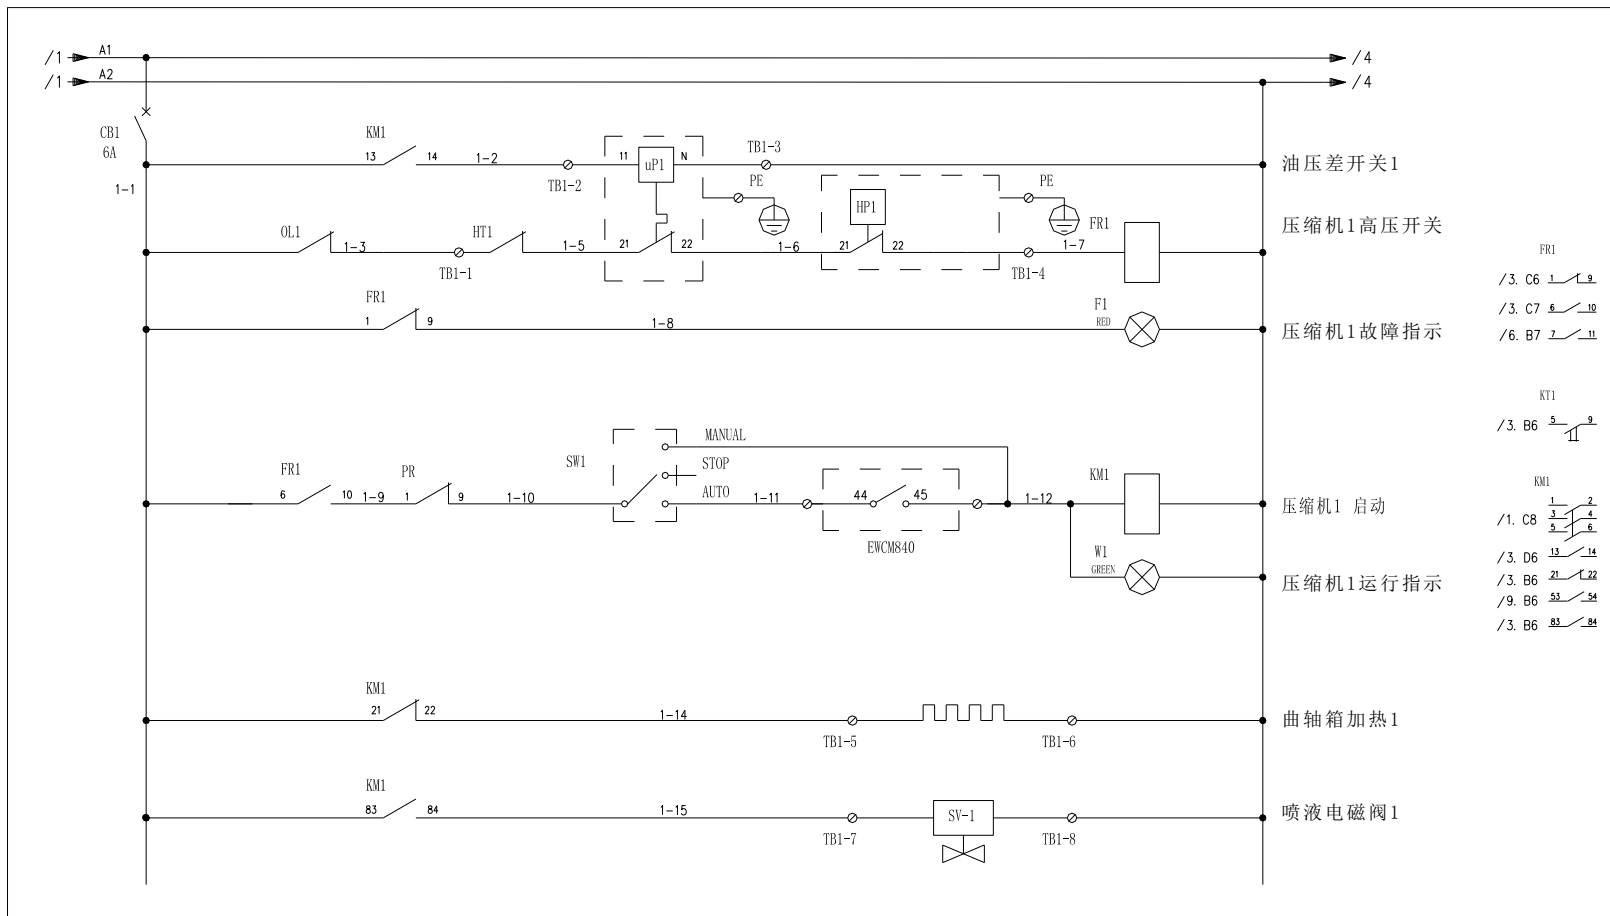 /1 A1 /4
/1 A2 /4
CB1
6A
1-1
KM1
13 14 1-2 TB1-2 11 uP1 N TB1-3 油压差开关1
PE PE
HP1
压缩机1高压开关
OL1 1-3 TB1-1 HT1 1-5 21 22 1-6 21 22 TB1-4 1-7 FR1
FR1
1 9 1-8 F1
RED
压缩机1故障指示
MANUAL
SW1 STOP
FR1 PR AUTO KM1
6 10 1-9 1 9 1-10 1-11 44 45 1-12 压缩机1 启动
EWCM840
W1
GREEN
压缩机1运行指示
KM1
21 22 1-14 TB1-5 TB1-6 曲轴箱加热1
KM1
83 84 1-15 TB1-7 SV-1 TB1-8 喷液电磁阀1
FR1
/3. C6 1 9
/3. C7 6 10
/6. B7 7 11
KT1
/3. B6 5 9
KM1
1 2
/1. C8 3 4
5 6
/3. D6 13 14
/3. B6 21 22
/9. B6 53 54
/3. B6 83 84